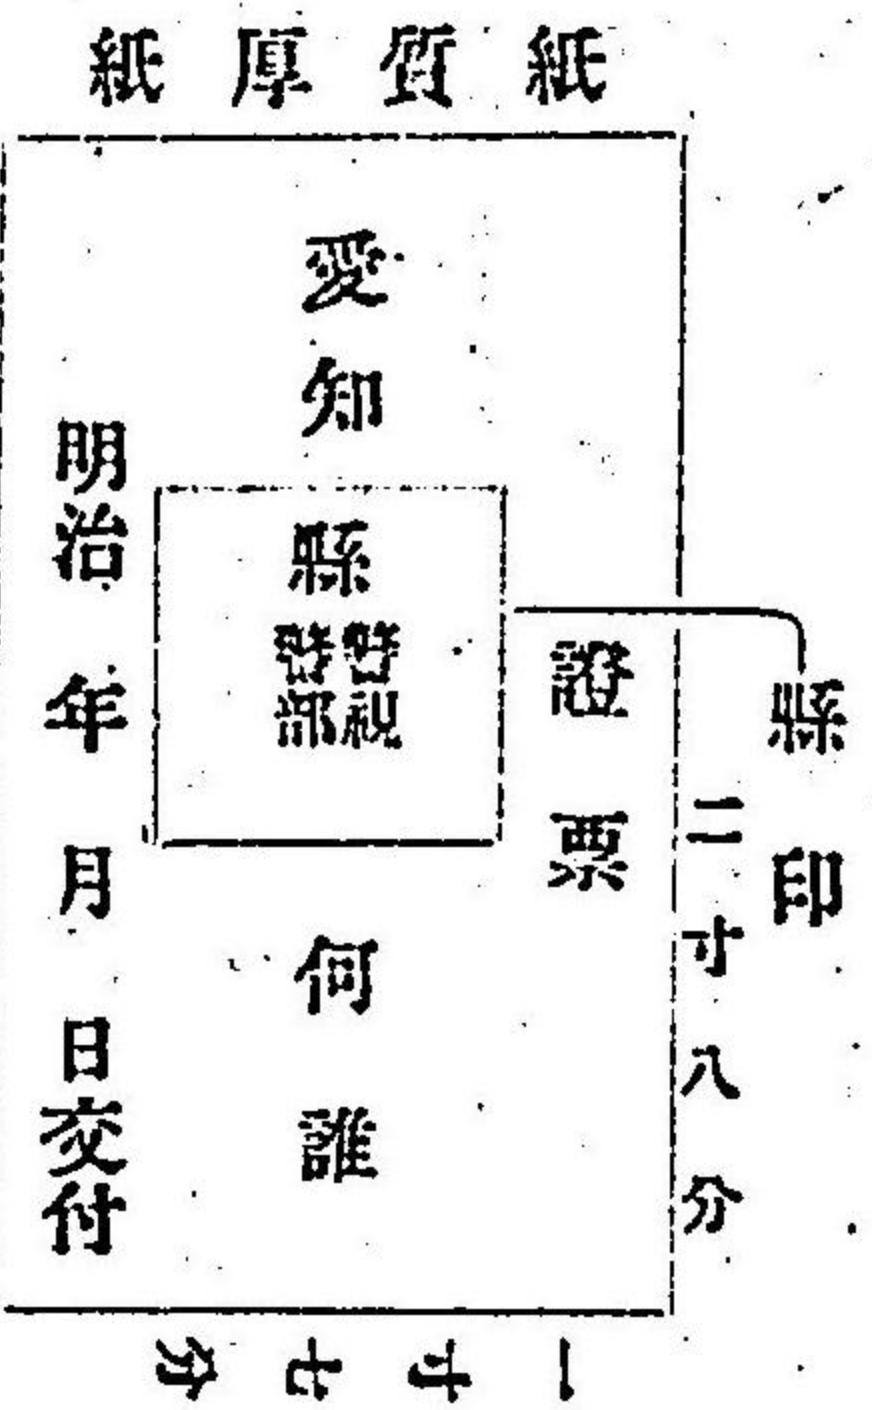 紙質厚紙
縣印
二寸八分
證票
愛知縣警視警部何誰
明治年月日交付
一寸七分